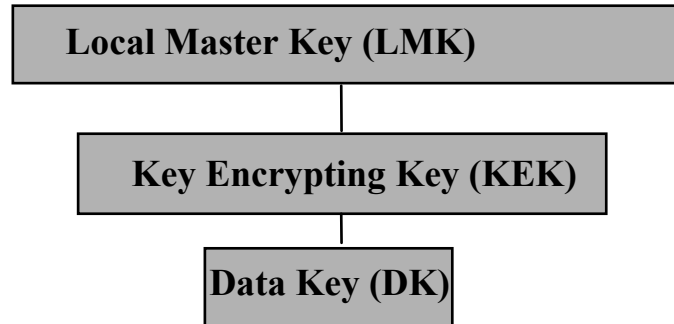 Local Master Key (LMK)
Key Encrypting Key (KEK)
Data Key (DK)